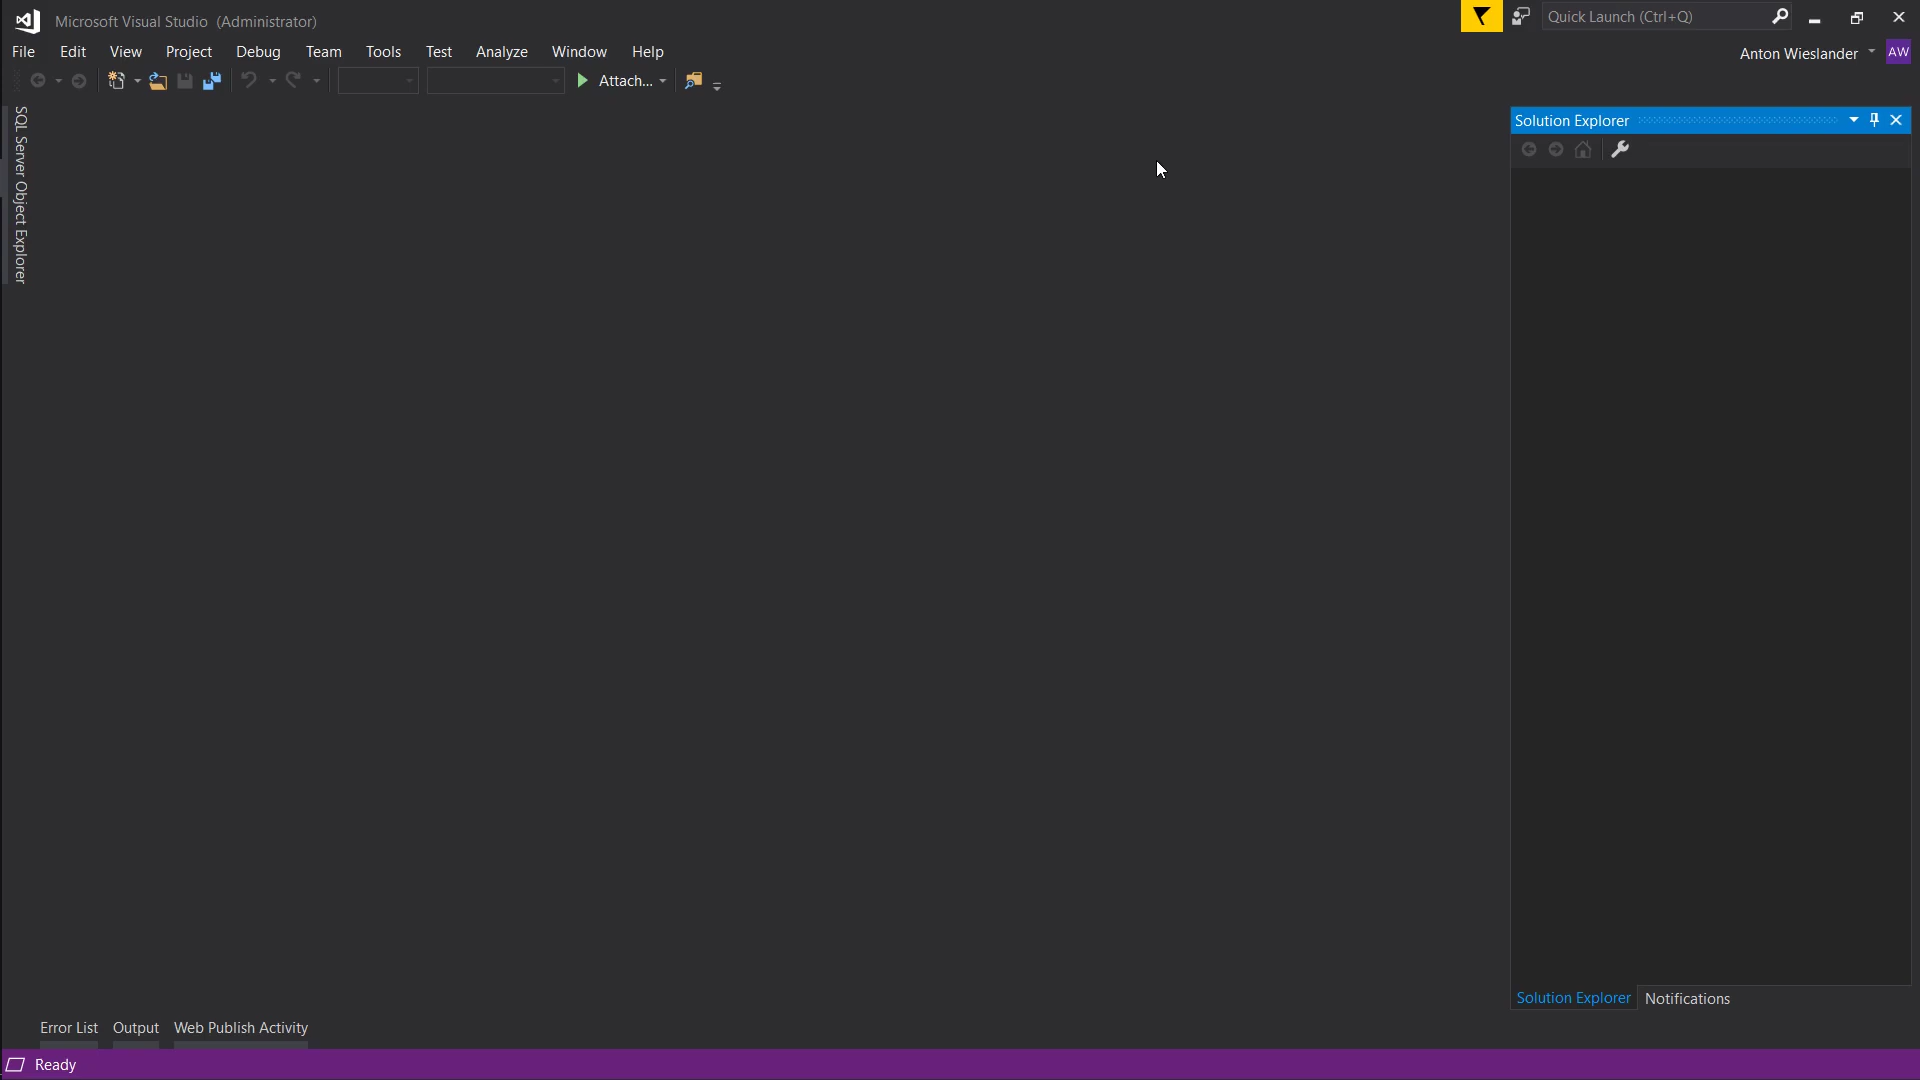 Microsoft Visual Studio (Administrator)
Quick Launch (Ctrl+Q)
File Edit View Project Debug Team Tools Test Analyze Window Help
Anton Wieslander AW
Attach...
SQL Server Object Explorer
Solution Explorer
Solution Explorer Notifications
Error List Output Web Publish Activity
Ready